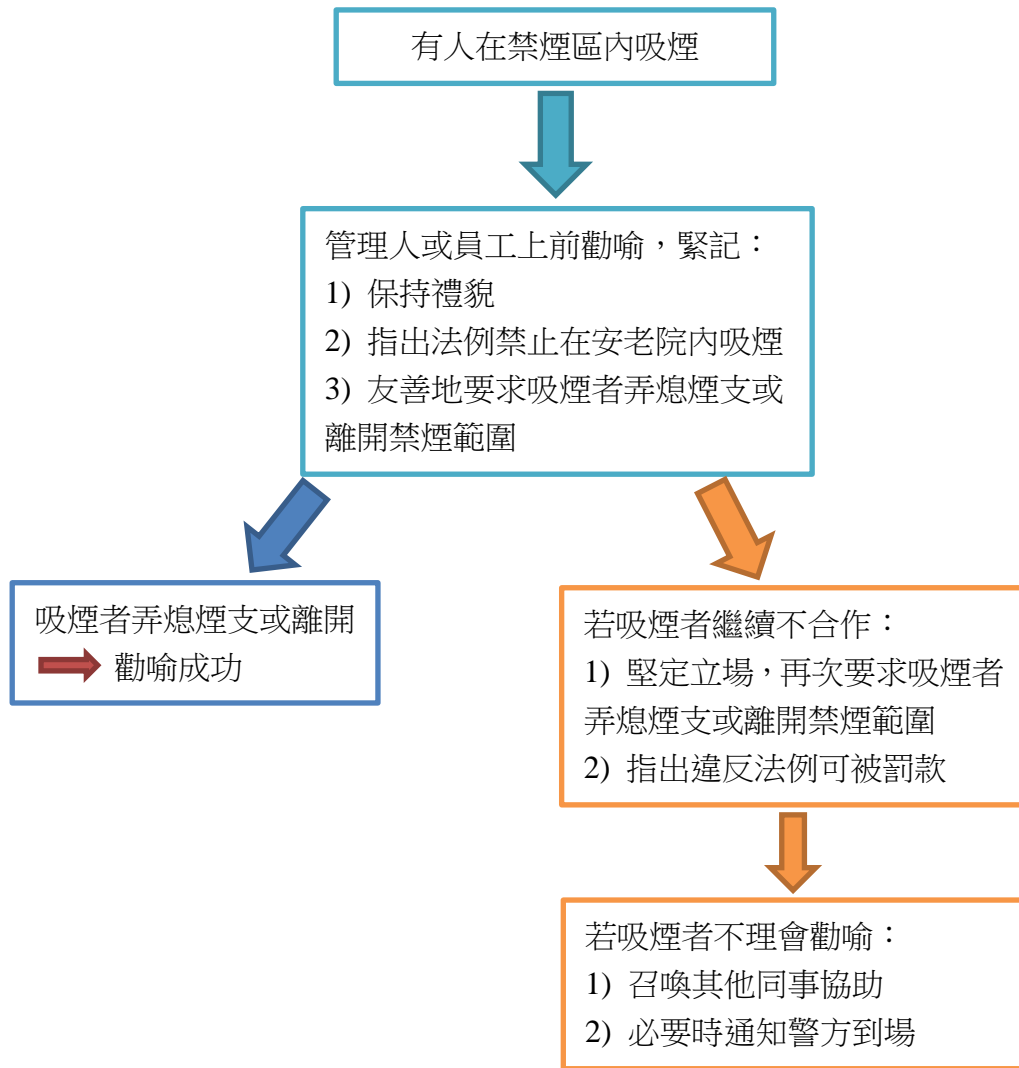 有人在禁煙區內吸煙
管理人或員工上前勸喻，緊記：
1) 保持禮貌
2) 指出法例禁止在安老院內吸煙
3) 友善地要求吸煙者弄熄煙支或
離開禁煙範圍
吸煙者弄熄煙支或離開
勸喻成功
若吸煙者繼續不合作：
1) 堅定立場，再次要求吸煙者
弄熄煙支或離開禁煙範圍
2) 指出違反法例可被罰款
若吸煙者不理會勸喻：
1) 召喚其他同事協助
2) 必要時通知警方到場